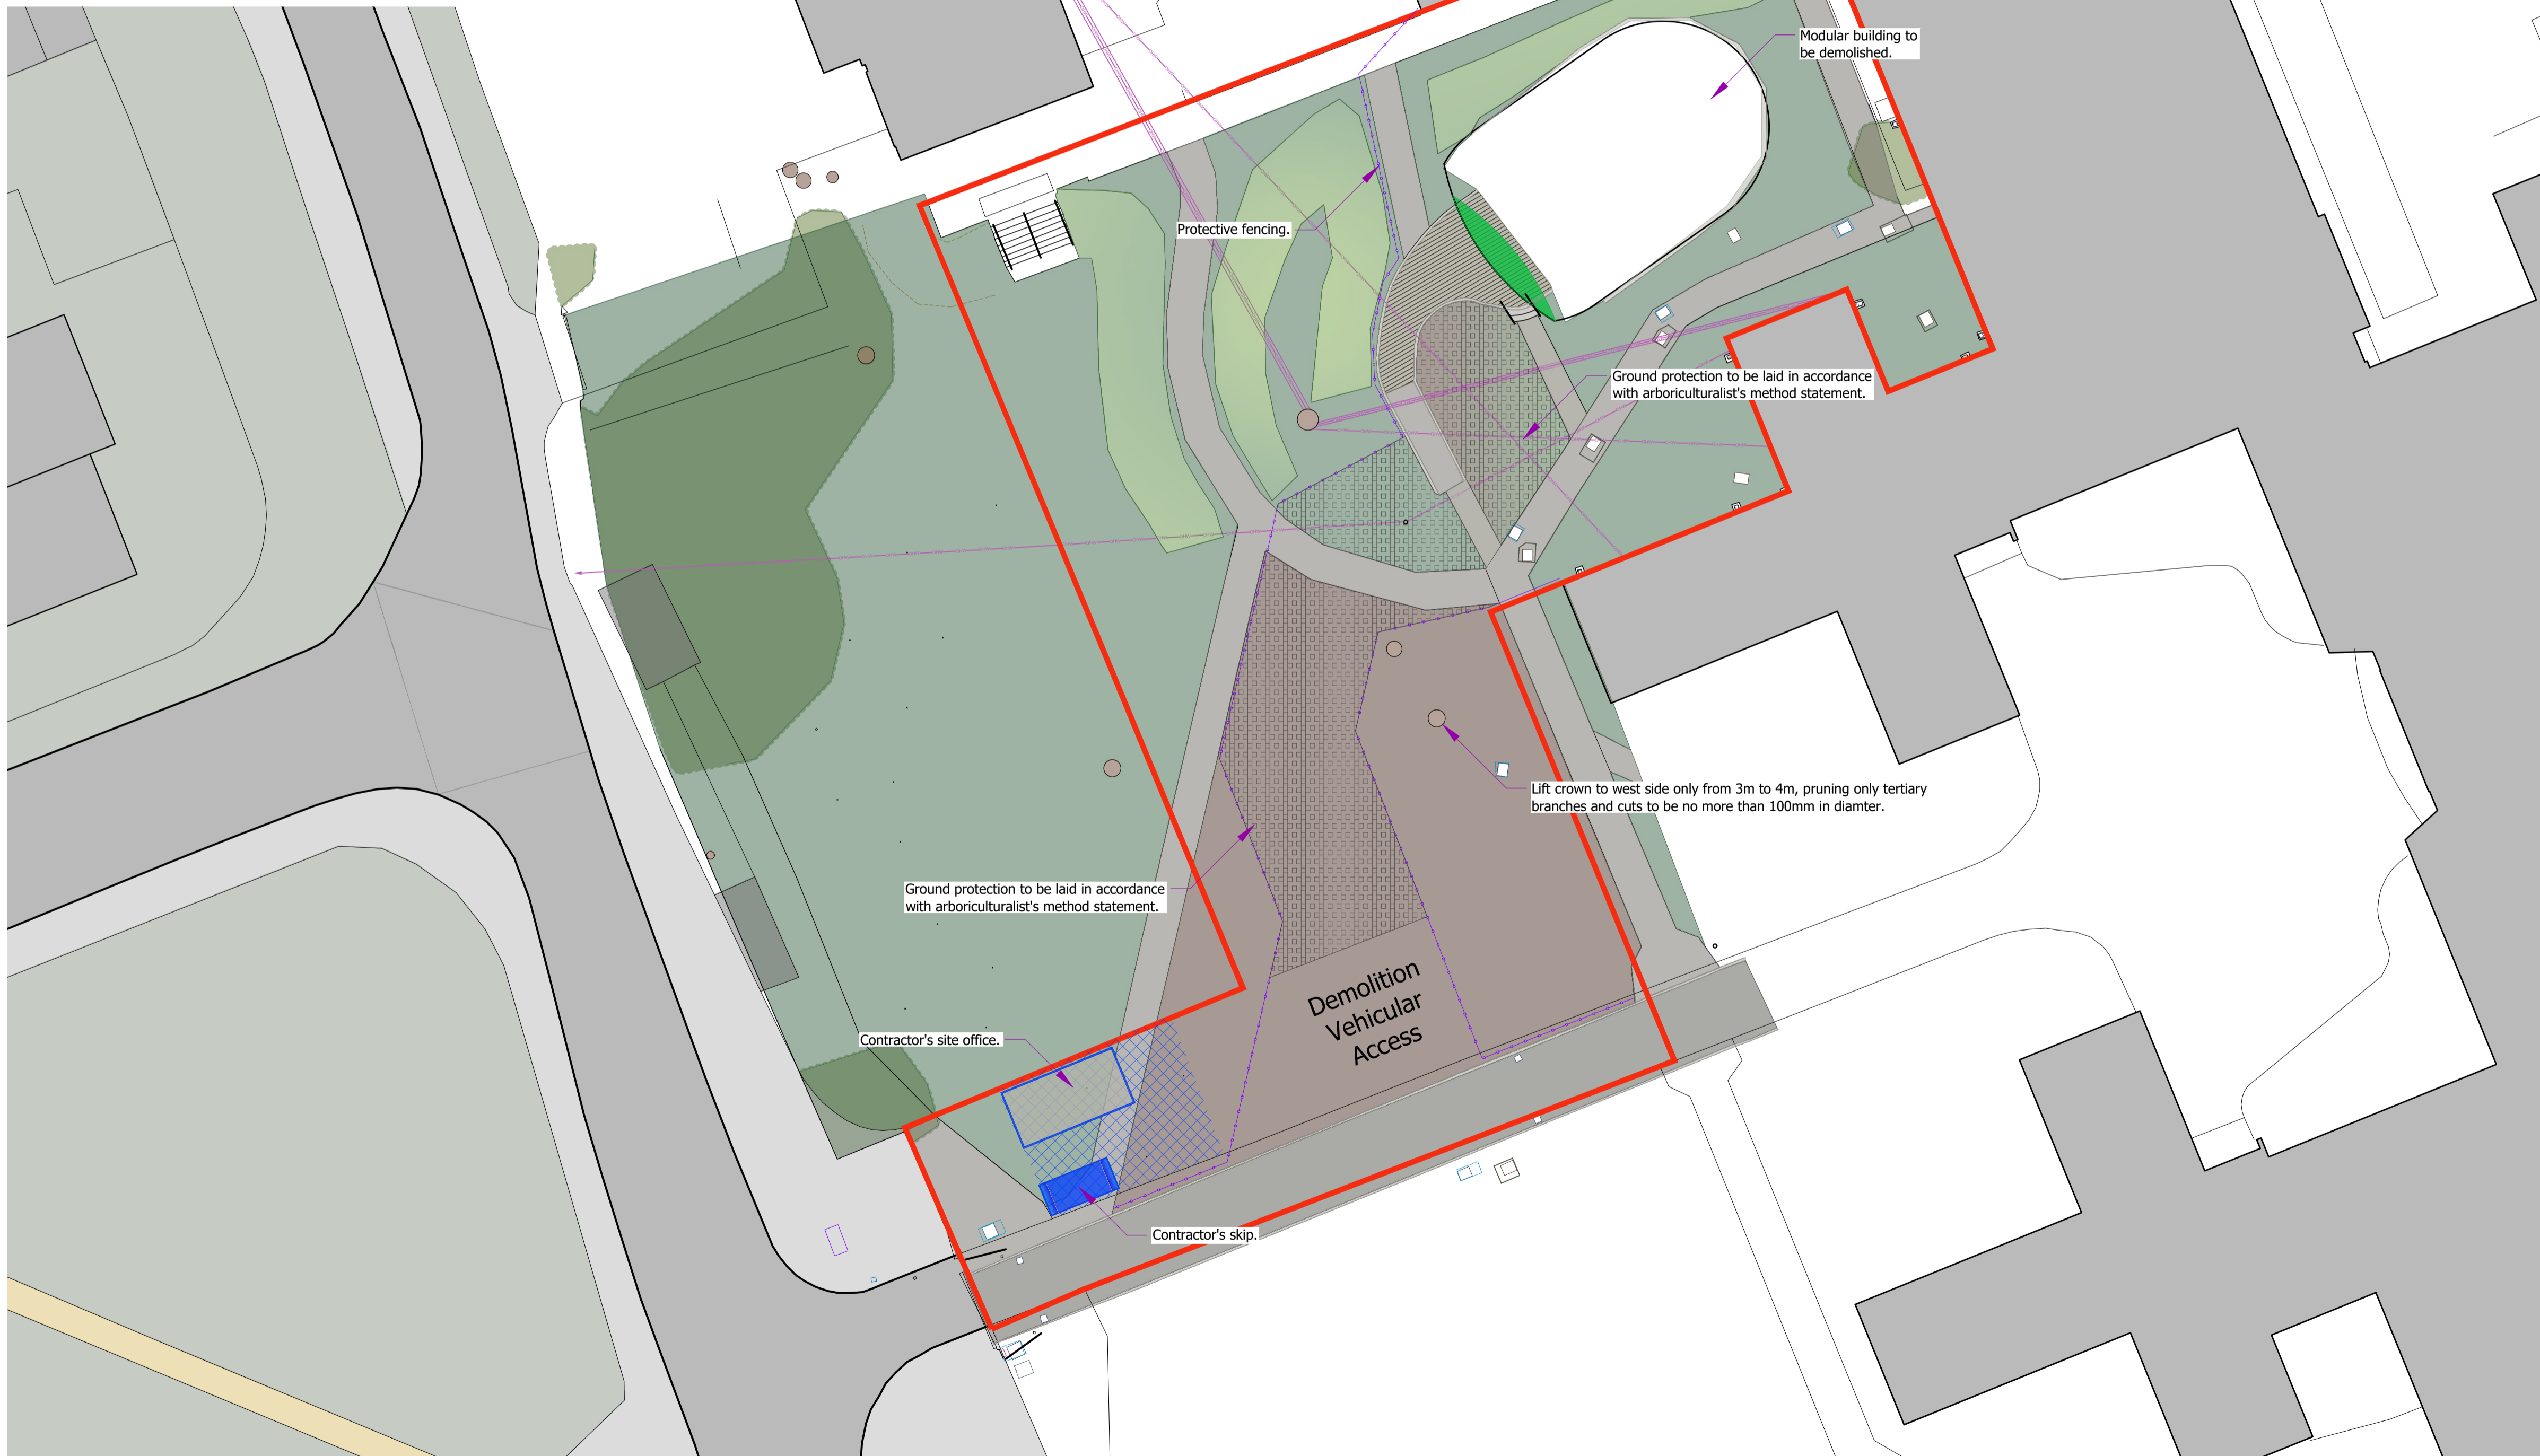 Modular building to
be demolished.
Protective fencing.
Ground protection to be laid in accordance
with arboriculturalist's method statement.
Lift crown to west side only from 3m to 4m, pruning only tertiary
branches and cuts to be no more than 100mm in diamter.
Ground protection to be laid in accordance
with arboriculturalist's method statement.
Demolition
Vehicular
Access
Contractor's site office.
Contractor's skip.